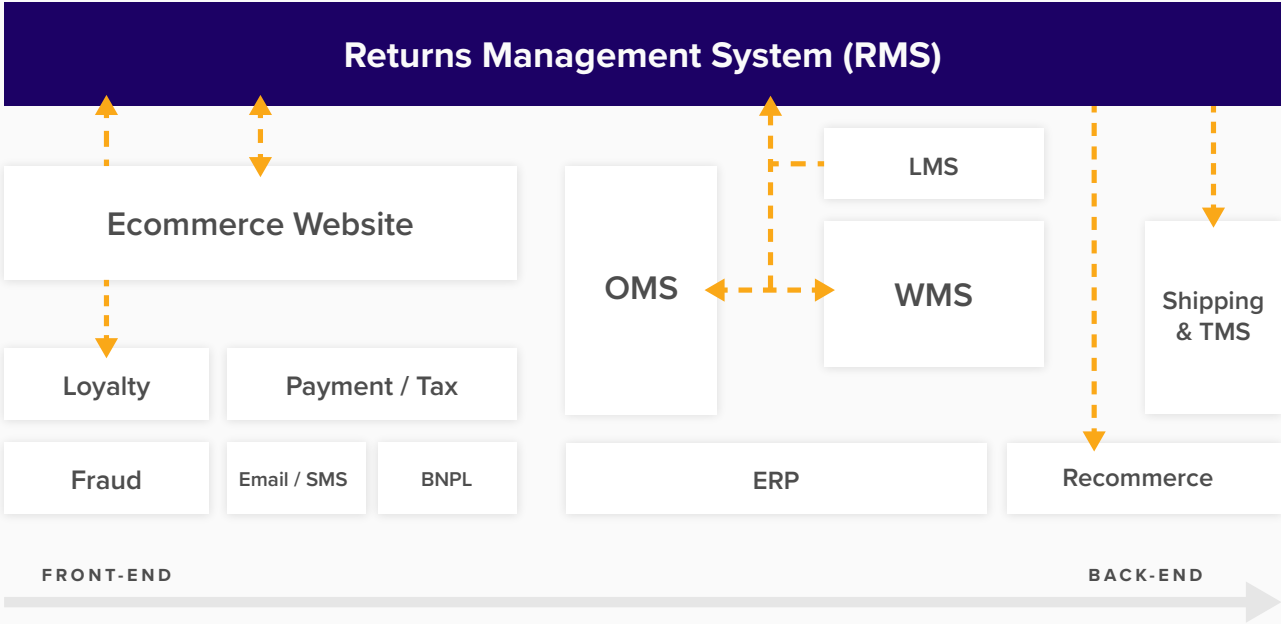 Returns Management System (RMS)
LMS
Ecommerce Website
OMS
WMS
Shipping
& TMS
Loyalty
Payment / Tax
Fraud
Email / SMS
BNPL
ERP
Recommerce
FRONT-END
BACK-END